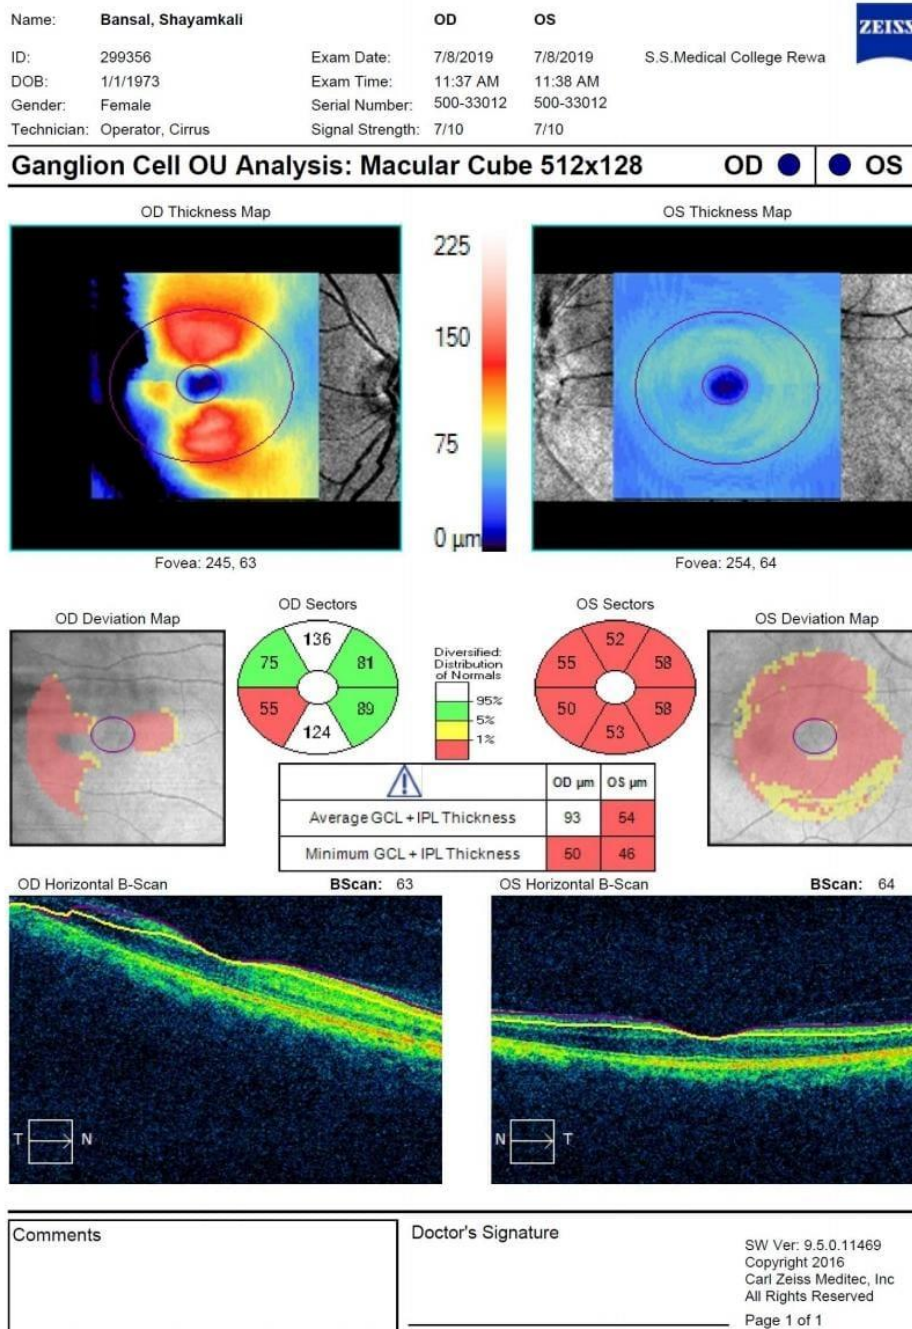 Name: Bansal, Shayamkali OD OS
ZEISS
ID: 299356 Exam Date: 7/8/2019 7/8/2019 S.S.Medical College Rewa
DOB: 1/1/1973 Exam Time: 11:37 AM 11:38 AM
Gender: Female Serial Number: 500-33012 500-33012
Technician: Operator, Cirrus Signal Strength: 7/10 7/10
Ganglion Cell OU Analysis: Macular Cube 512x128 OD OS
OD Thickness Map OS Thickness Map
225
150
75
0 µm
Fovea: 245, 63 Fovea: 254, 64
OD Deviation Map OD Sectors OS Sectors OS Deviation Map
136
75 81
55 89
124
Diversified:
Distribution
of Normals
95%
5%
1%
52
55 58
50 58
53
OD µm OS µm
Average GCL + IPL Thickness 93 54
Minimum GCL + IPL Thickness 50 46
OD Horizontal B-Scan BScan: 63 OS Horizontal B-Scan BScan: 64
T N N T
Comments Doctor's Signature
SW Ver: 9.5.0.11469
Copyright 2016
Carl Zeiss Meditec, Inc
All Rights Reserved
Page 1 of 1